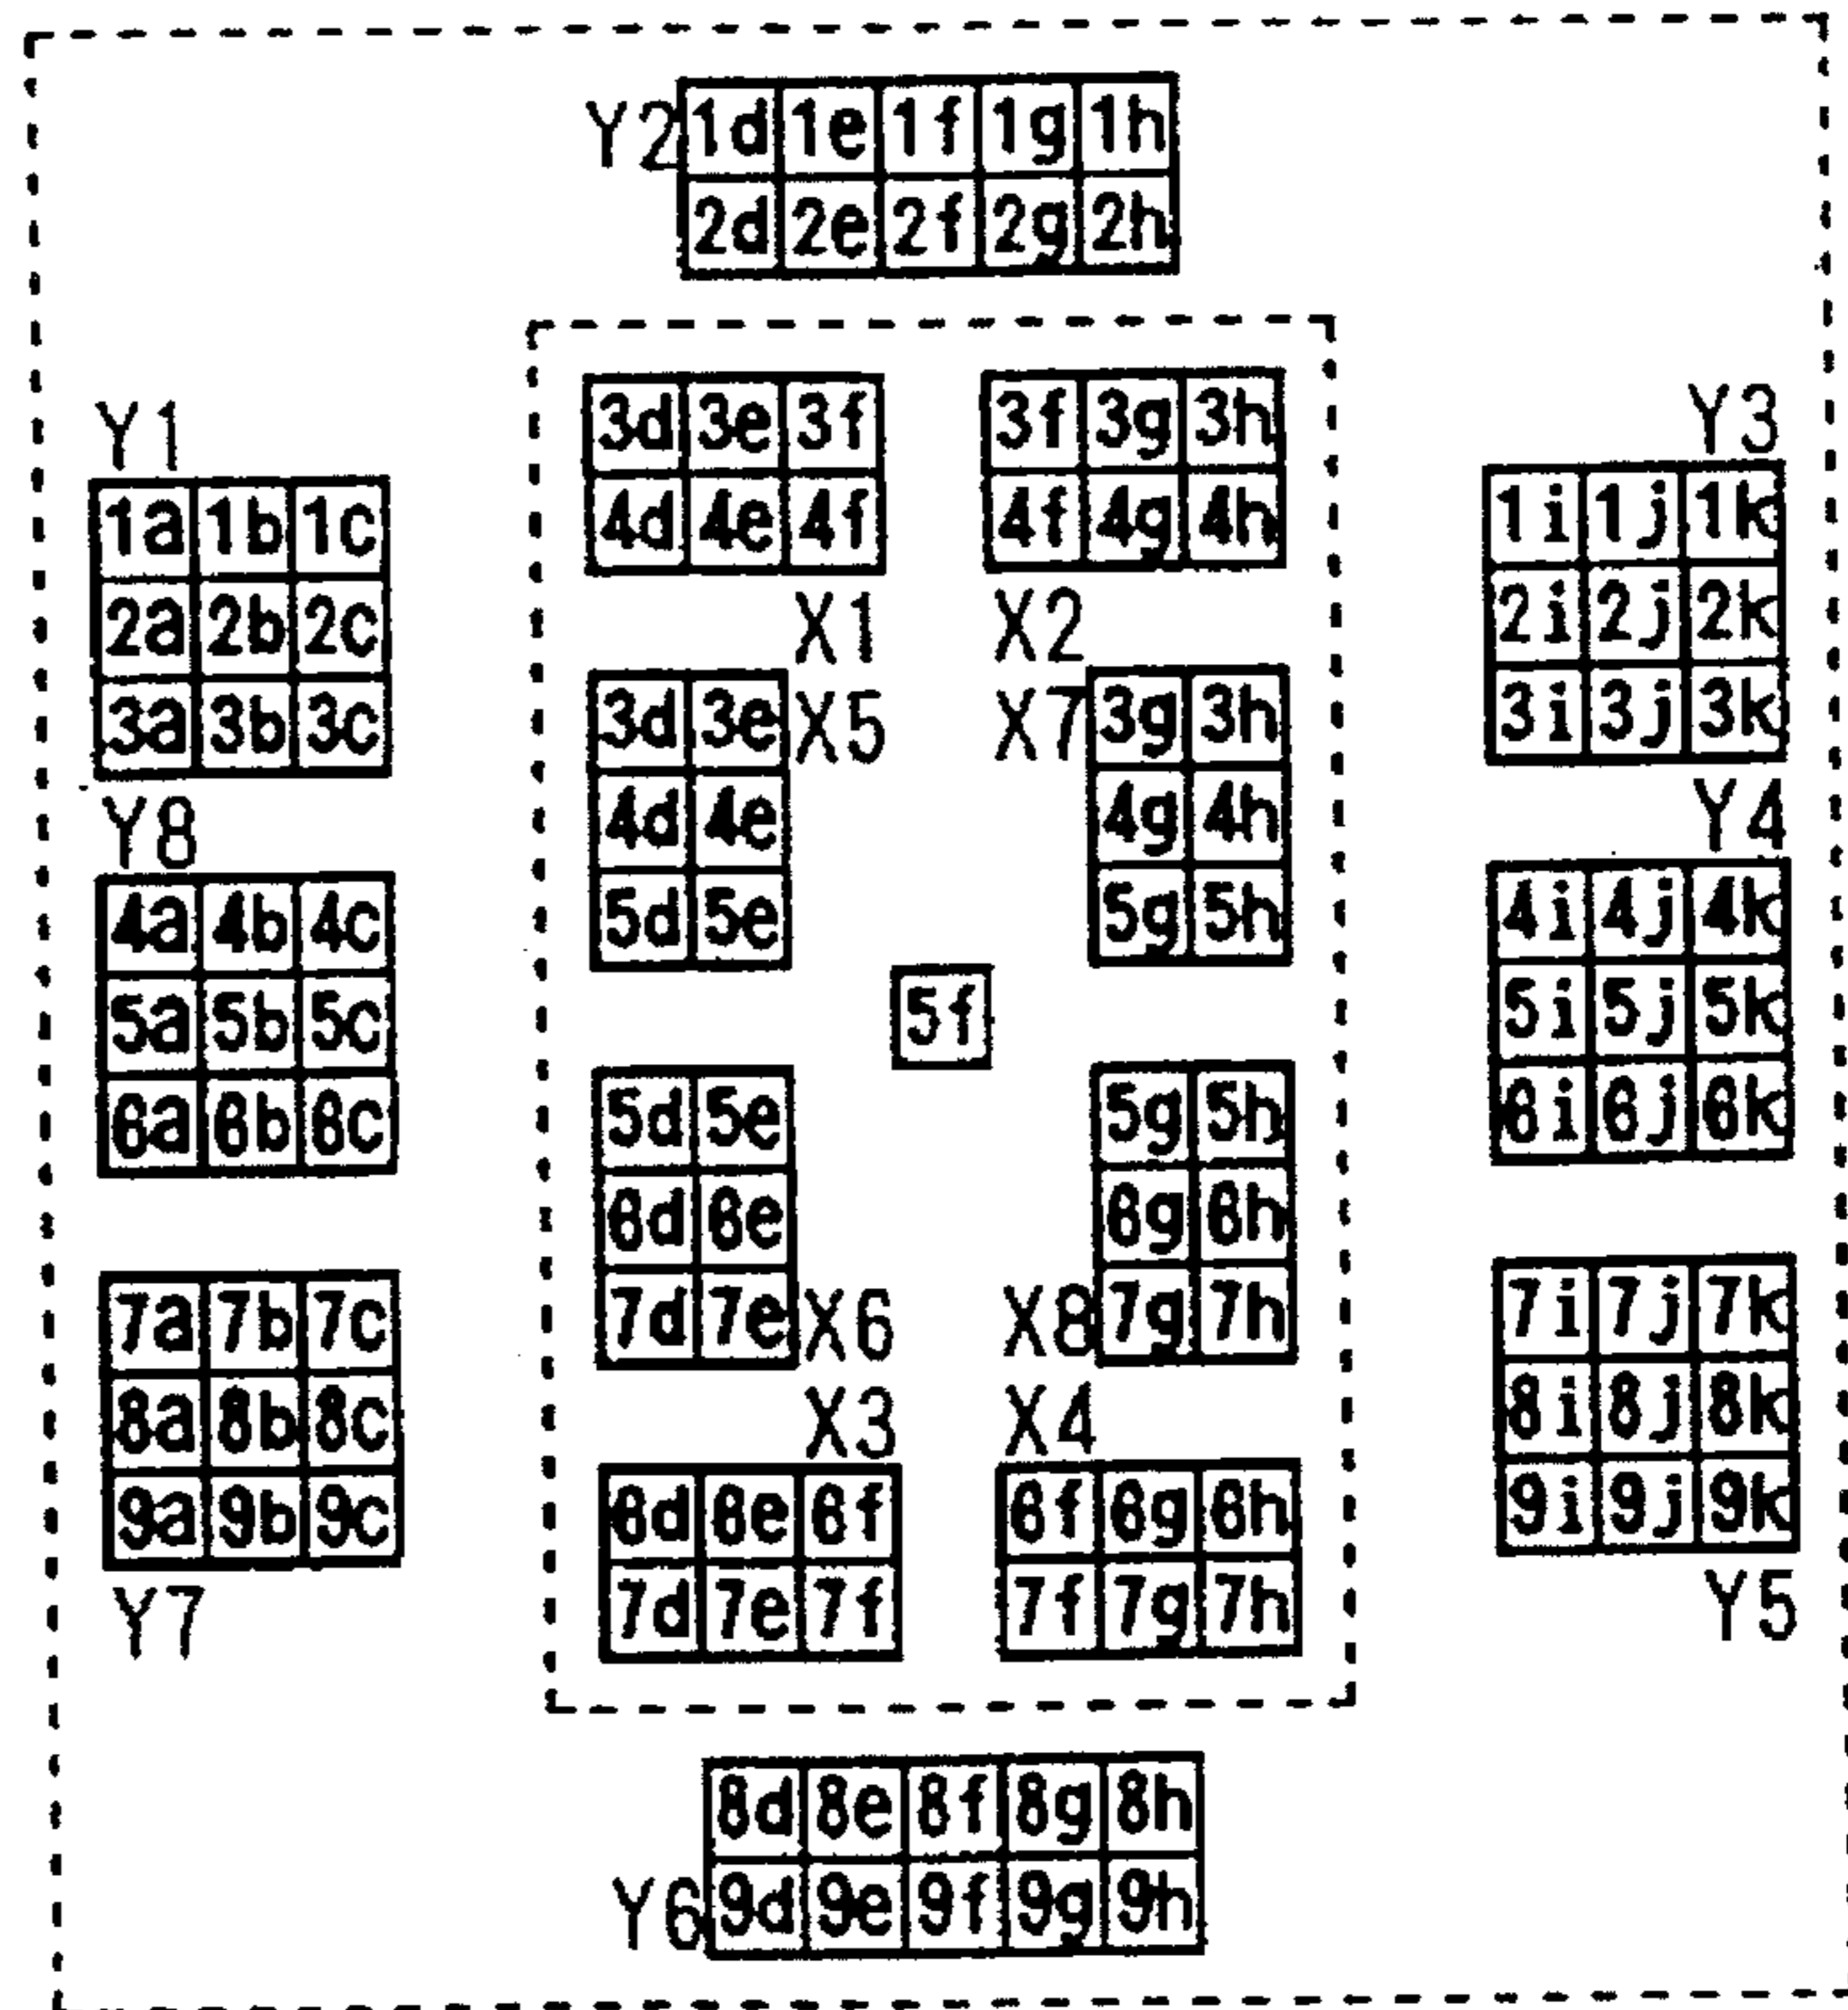 Y2
1d 1e 1f 1g 1h
2d 2e 2f 2g 2h
Y1
1a 1b 1c
2a 2b 2c
3a 3b 3c
Y8
4a 4b 4c
5a 5b 5c
6a 6b 6c
7a 7b 7c
8a 8b 8c
9a 9b 9c
Y7
3d 3e 3f
4d 4e 4f
X1
3f 3g 3h
4f 4g 4h
X2
3d 3e
4d 4e
5d 5e
X5
X7
3g 3h
4g 4h
5g 5h
5f
5d 5e
6d 6e
7d 7e
X6
X8
5g 5h
6g 6h
7g 7h
X3
6d 6e 6f
7d 7e 7f
X4
6f 6g 6h
7f 7g 7h
Y3
1i 1j 1k
2i 2j 2k
3i 3j 3k
Y4
4i 4j 4k
5i 5j 5k
6i 6j 6k
7i 7j 7k
8i 8j 8k
9i 9j 9k
Y5
8d 8e 8f 8g 8h
Y6
9d 9e 9f 9g 9h